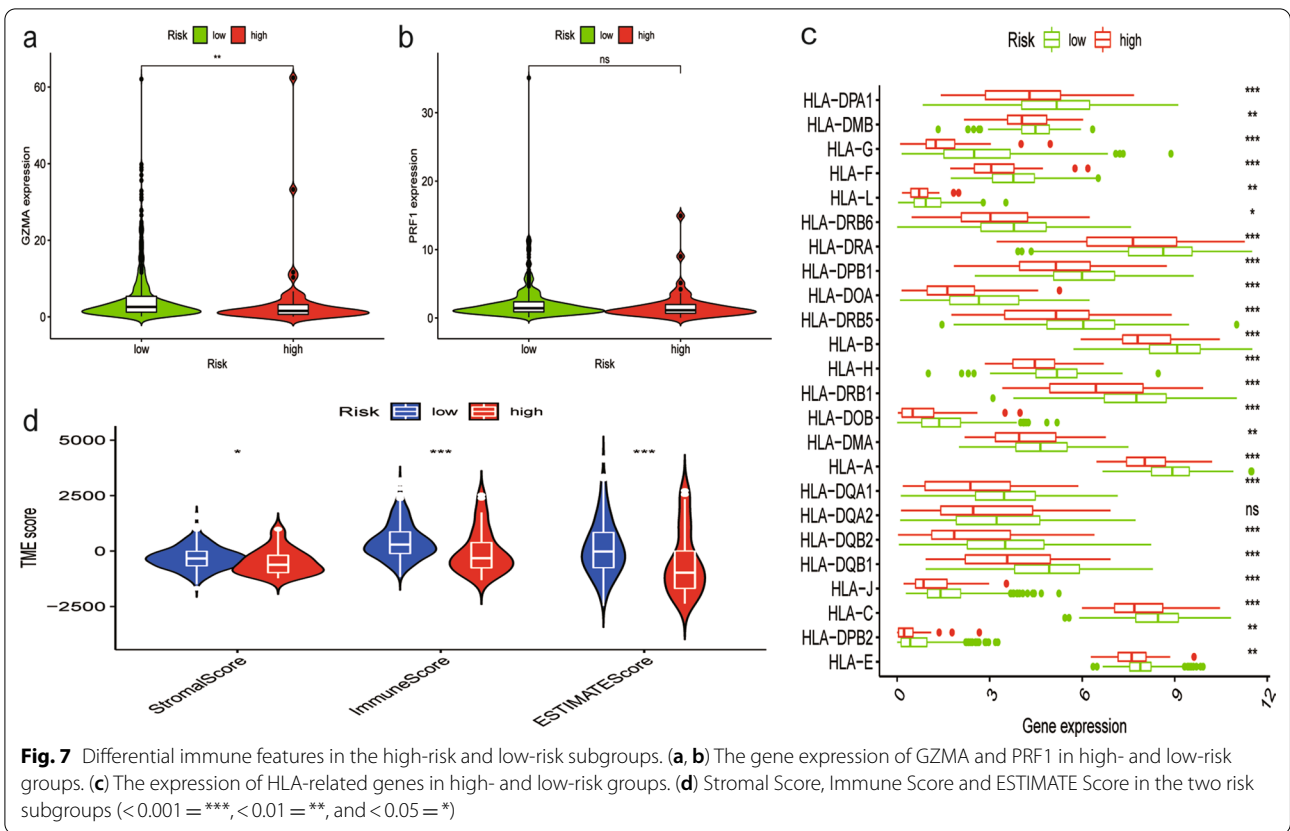 a
Risk low high
**
GZMA expression
60
40
20
0
low high
Risk
b
Risk low high
ns
PRF1 expression
30
20
10
0
low high
Risk
c
Risk low high
HLA−DPA1 ***
HLA−DMB **
HLA−G ***
HLA−F ***
HLA−L **
HLA−DRB6 *
HLA−DRA ***
HLA−DPB1 ***
HLA−DOA ***
HLA−DRB5 ***
HLA−B ***
HLA−H ***
HLA−DRB1 ***
HLA−DOB ***
HLA−DMA **
HLA−A ***
HLA−DQA1 ***
HLA−DQA2 ns
HLA−DQB2 ***
HLA−DQB1 ***
HLA−J ***
HLA−C ***
HLA−DPB2 **
HLA−E **
0 3 6 9 12
Gene expression
d
Risk low high
* *** ***
TME score
5000
2500
0
−2500
StromalScore ImmuneScore ESTIMATEScore
Fig. 7 Differential immune features in the high-risk and low-risk subgroups. (a, b) The gene expression of GZMA and PRF1 in high- and low-risk
groups. (c) The expression of HLA-related genes in high- and low-risk groups. (d) Stromal Score, Immune Score and ESTIMATE Score in the two risk
subgroups (< 0.001 = ***, < 0.01 = **, and < 0.05 = *)